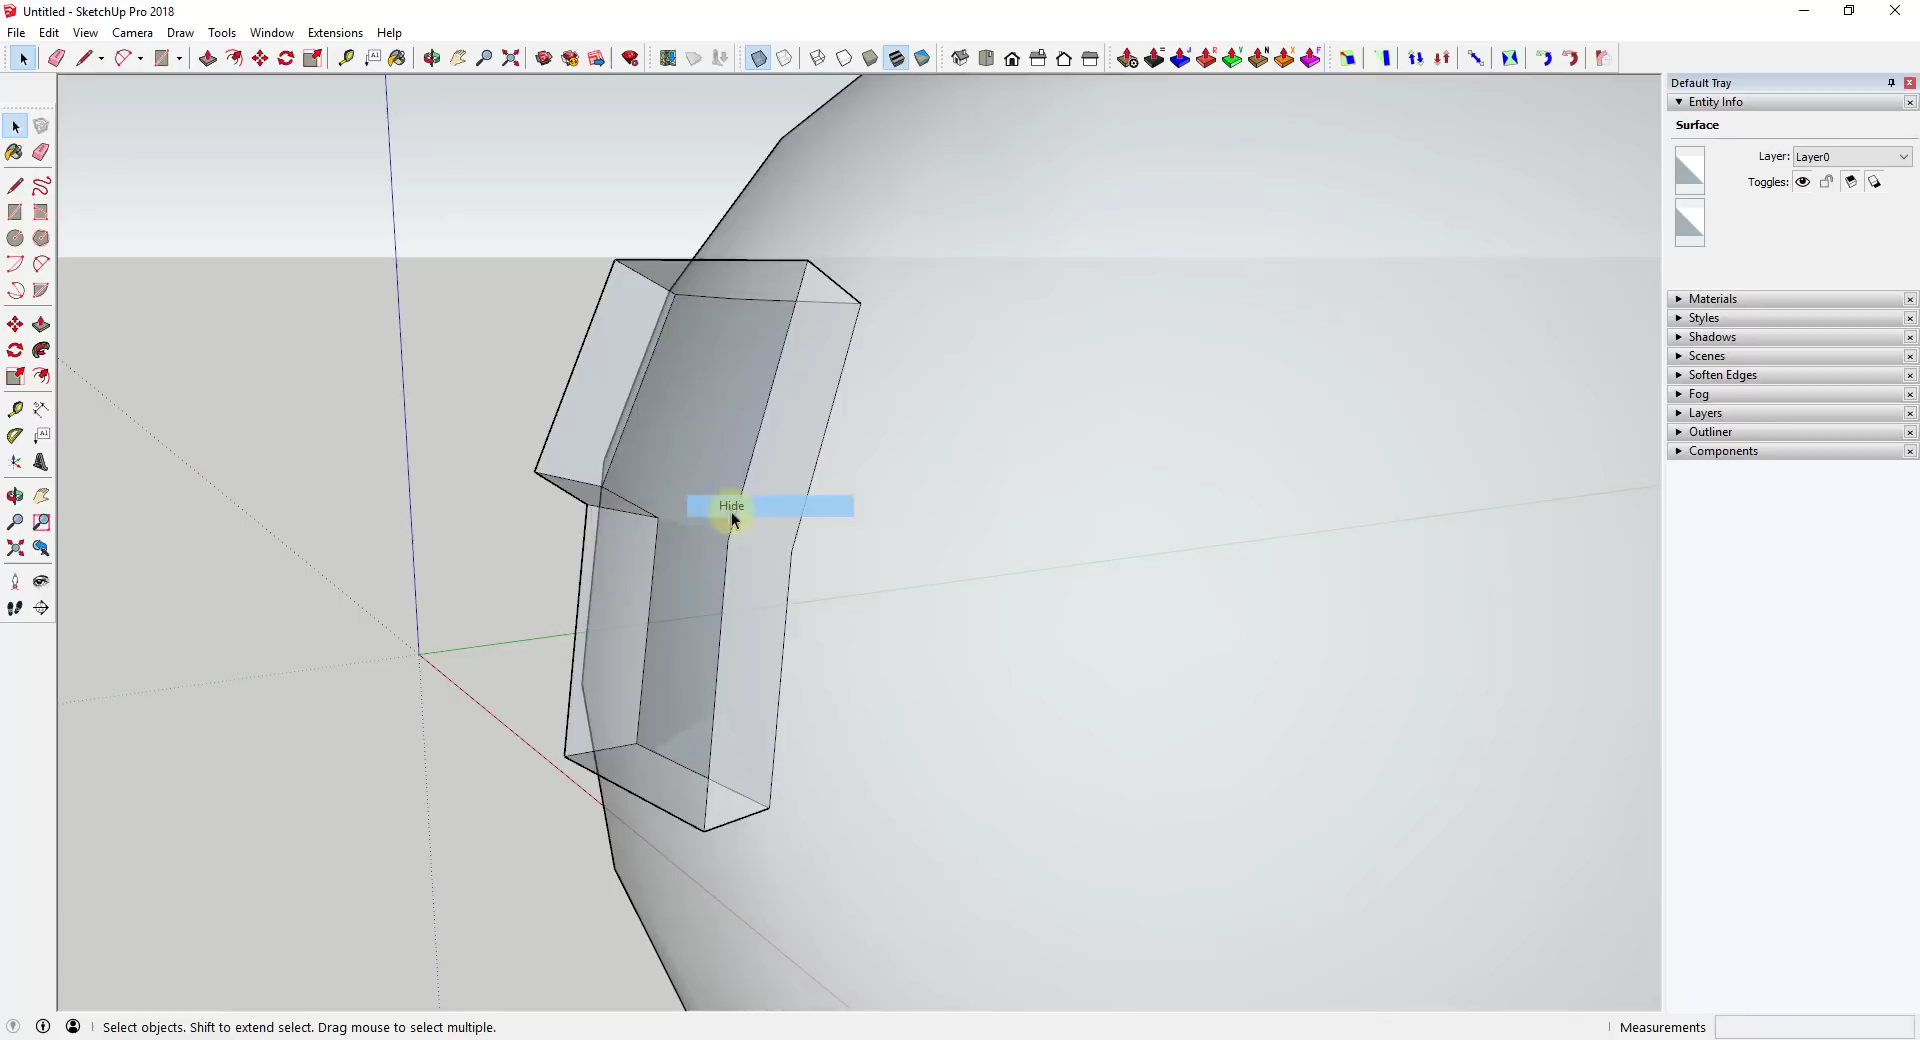 Untitled - SketchUp Pro 2018
File Edit View Camera Draw Tools Window Extensions Help
Default Tray
Entity Info
Surface
Layer: Layer0
Toggles:
Materials
Styles
Shadows
Scenes
Soften Edges
Fog
Layers
Outliner
Components
Hide
Select objects. Shift to extend select. Drag mouse to select multiple.
Measurements